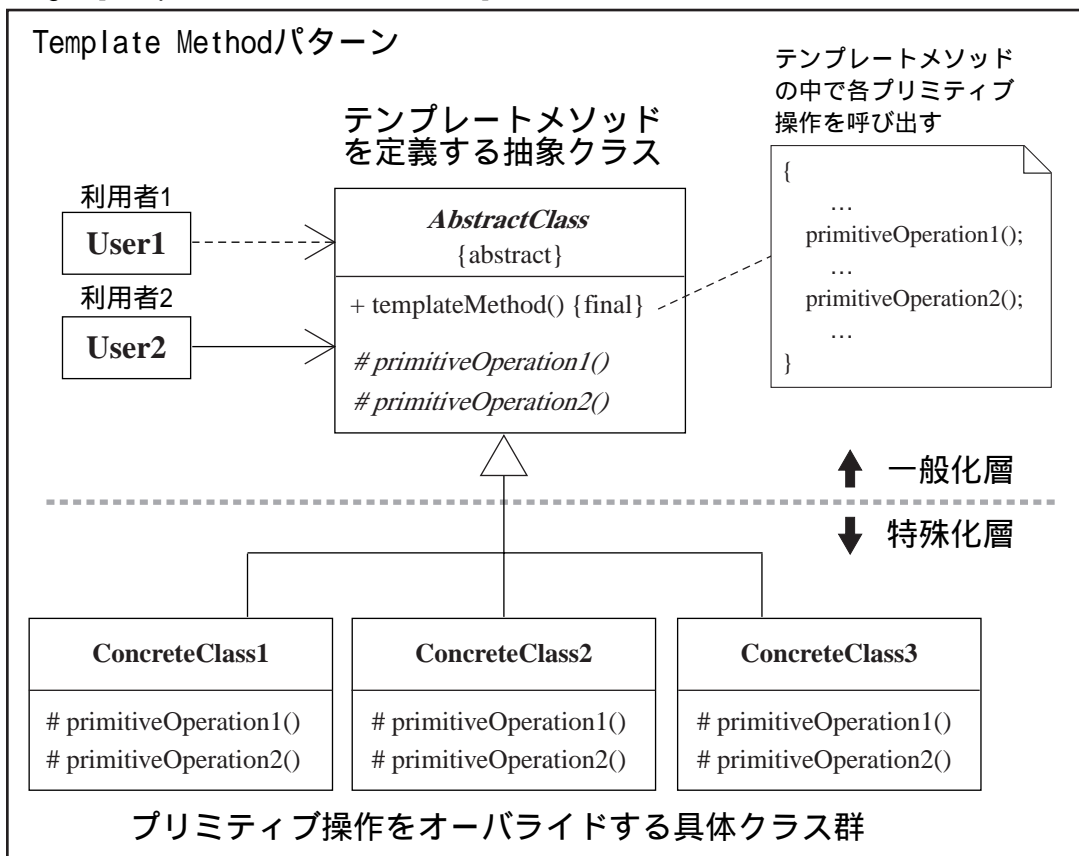 Template Methodパターン
テンプレートメソッド
の中で各プリミティブ
操作を呼び出す
テンプレートメソッド
を定義する抽象クラス
利用者1
User1
利用者2
User2
AbstractClass
{abstract}
+ templateMethod() {final}
# primitiveOperation1()
# primitiveOperation2()
{
…
primitiveOperation1();
…
primitiveOperation2();
…
}
一般化層
特殊化層
ConcreteClass1
# primitiveOperation1()
# primitiveOperation2()
ConcreteClass2
# primitiveOperation1()
# primitiveOperation2()
ConcreteClass3
# primitiveOperation1()
# primitiveOperation2()
プリミティブ操作をオーバライドする具体クラス群